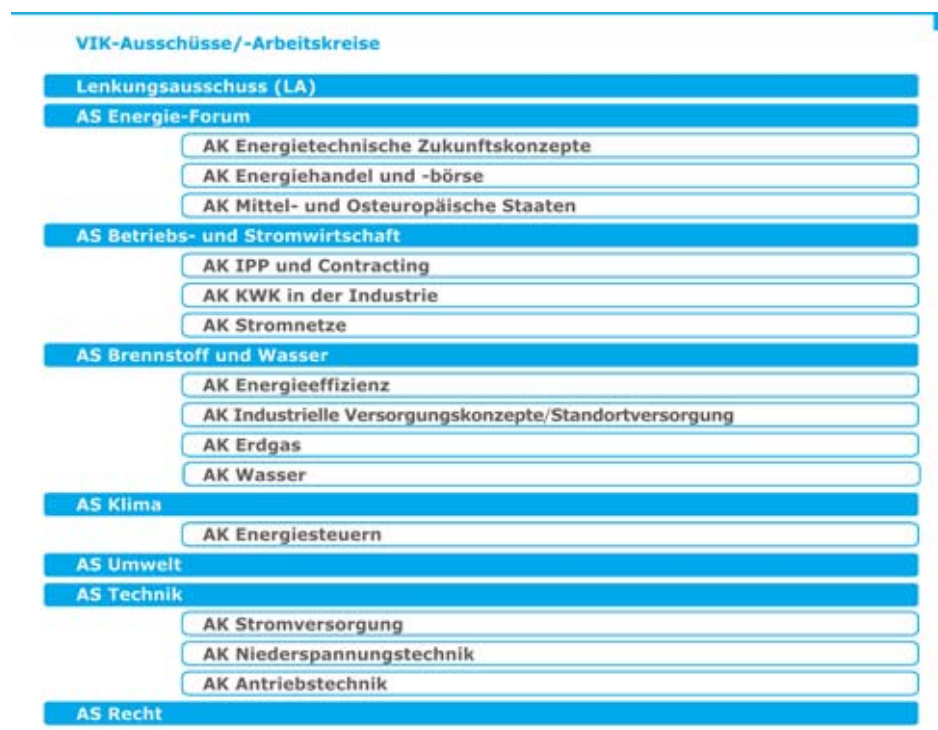 VIK-Ausschüsse/-Arbeitskreise
Lenkungsausschuss (LA)
AS Energie-Forum
AK Energietechnische Zukunftskonzepte
AK Energiehandel und -börse
AK Mittel- und Osteuropäische Staaten
AS Betriebs- und Stromwirtschaft
AK IPP und Contracting
AK KWK in der Industrie
AK Stromnetze
AS Brennstoff und Wasser
AK Energieeffizienz
AK Industrielle Versorgungskonzepte/Standortversorgung
AK Erdgas
AK Wasser
AS Klima
AK Energiesteuern
AS Umwelt
AS Technik
AK Stromversorgung
AK Niederspannungstechnik
AK Antriebstechnik
AS Recht